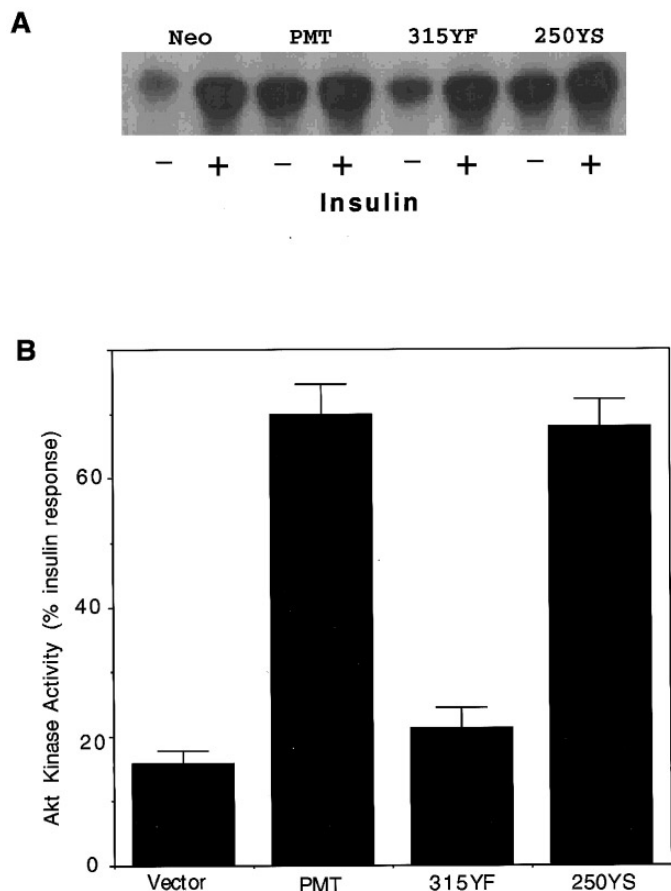 A
Neo PMT 315YF 250YS
− + − + − + − +
Insulin
B
Akt Kinase Activity (% insulin response)
60
40
20
0
Vector PMT 315YF 250YS